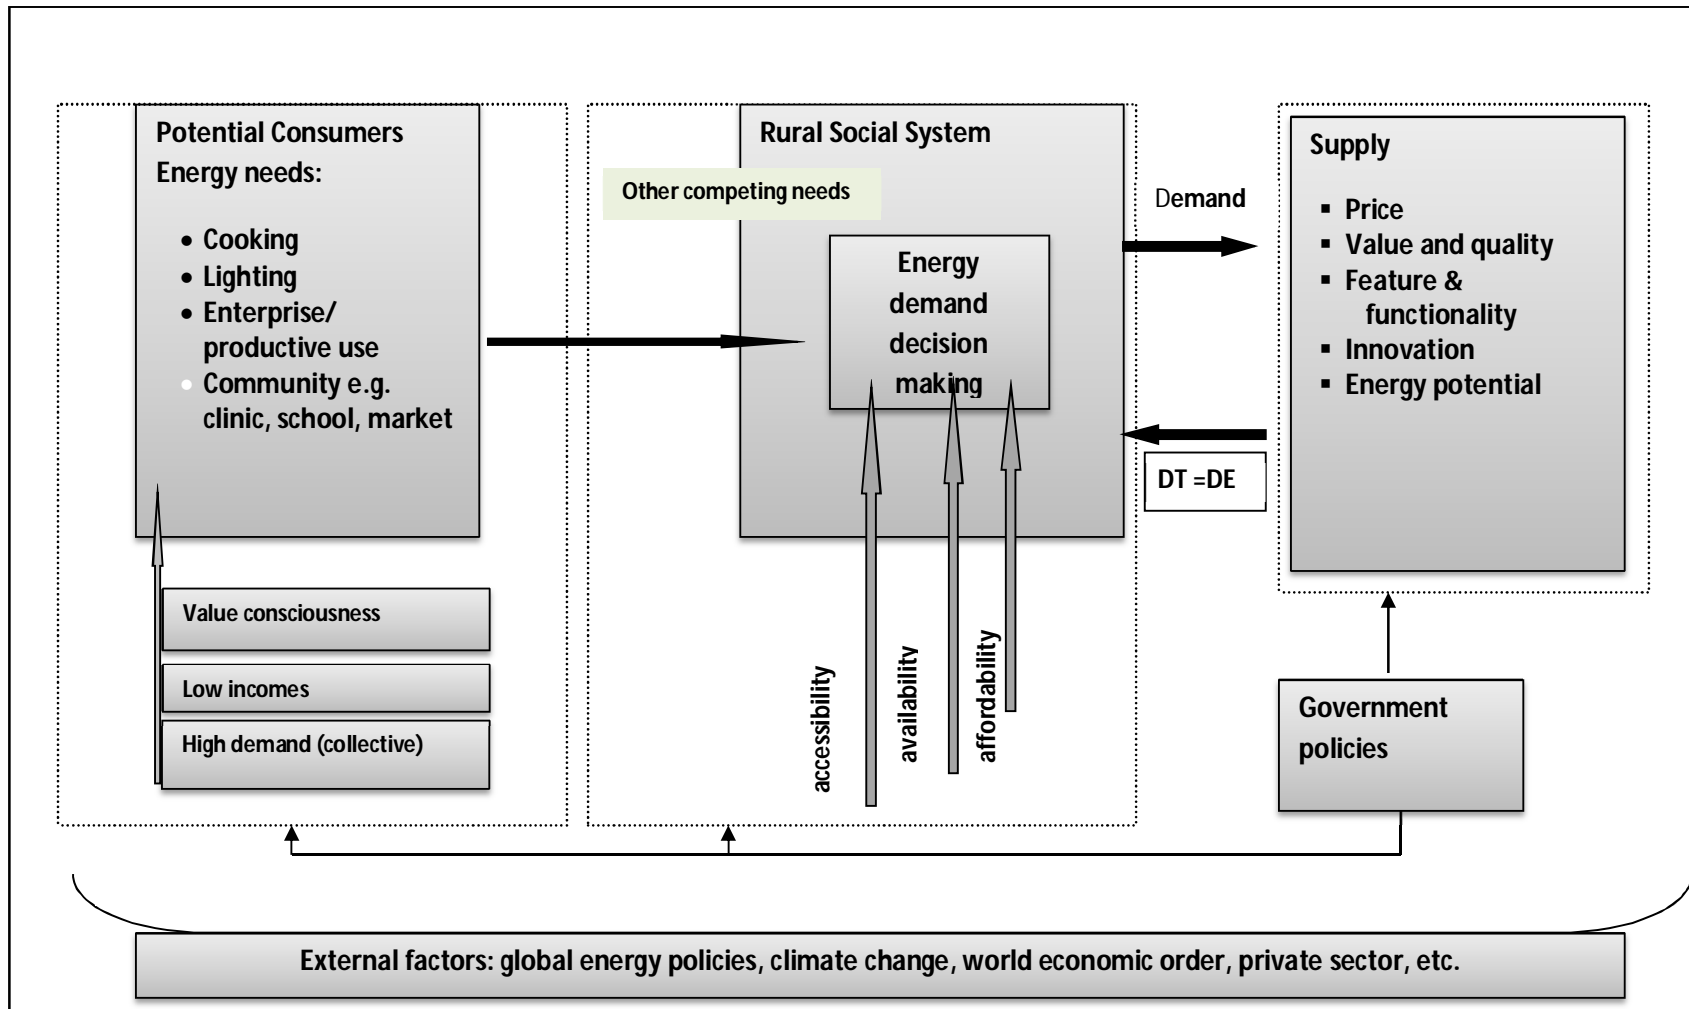 Potential Consumers
Energy needs:
• Cooking
• Lighting
• Enterprise/
productive use
• Community e.g.
clinic, school, market
Value consciousness
Low incomes
High demand (collective)
Rural Social System
Other competing needs
Energy
demand
decision
making
accessibility
availability
affordability
Demand
DT =DE
Supply
▪ Price
▪ Value and quality
▪ Feature &
functionality
▪ Innovation
▪ Energy potential
Government
policies
External factors: global energy policies, climate change, world economic order, private sector, etc.